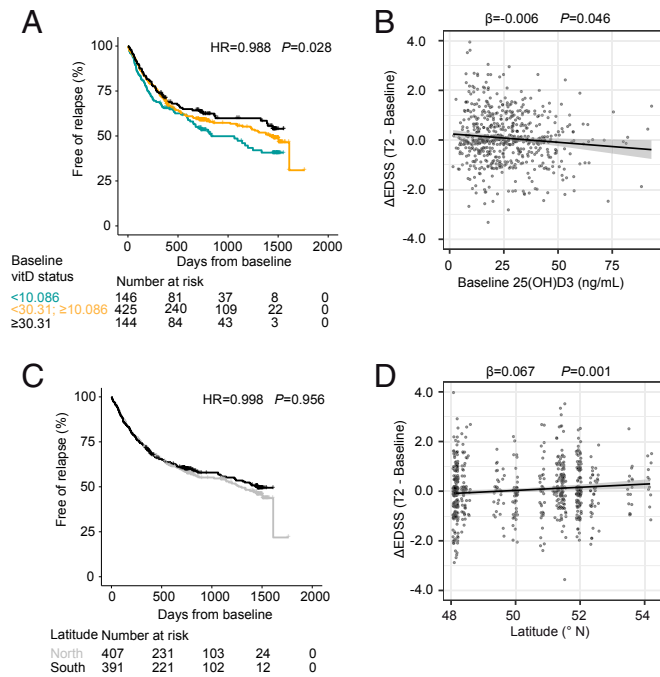 A
HR=0.988 P=0.028
100
75
50
25
0
Free of relapse (%)
0 500 1000 1500 2000
Days from baseline
Baseline
vitD status
Number at risk
<10.086 146 81 37 8 0
<30.31; ≥10.086 425 240 109 22 0
≥30.31 144 84 43 3 0
B
β=-0.006 P=0.046
4.0
2.0
0.0
-2.0
-4.0
ΔEDSS (T2 - Baseline)
0 25 50 75
Baseline 25(OH)D3 (ng/mL)
C
HR=0.998 P=0.956
100
75
50
25
0
Free of relapse (%)
0 500 1000 1500 2000
Days from baseline
Latitude Number at risk
North 407 231 103 24 0
South 391 221 102 12 0
D
β=0.067 P=0.001
4.0
2.0
0.0
-2.0
-4.0
ΔEDSS (T2 - Baseline)
48 50 52 54
Latitude (° N)